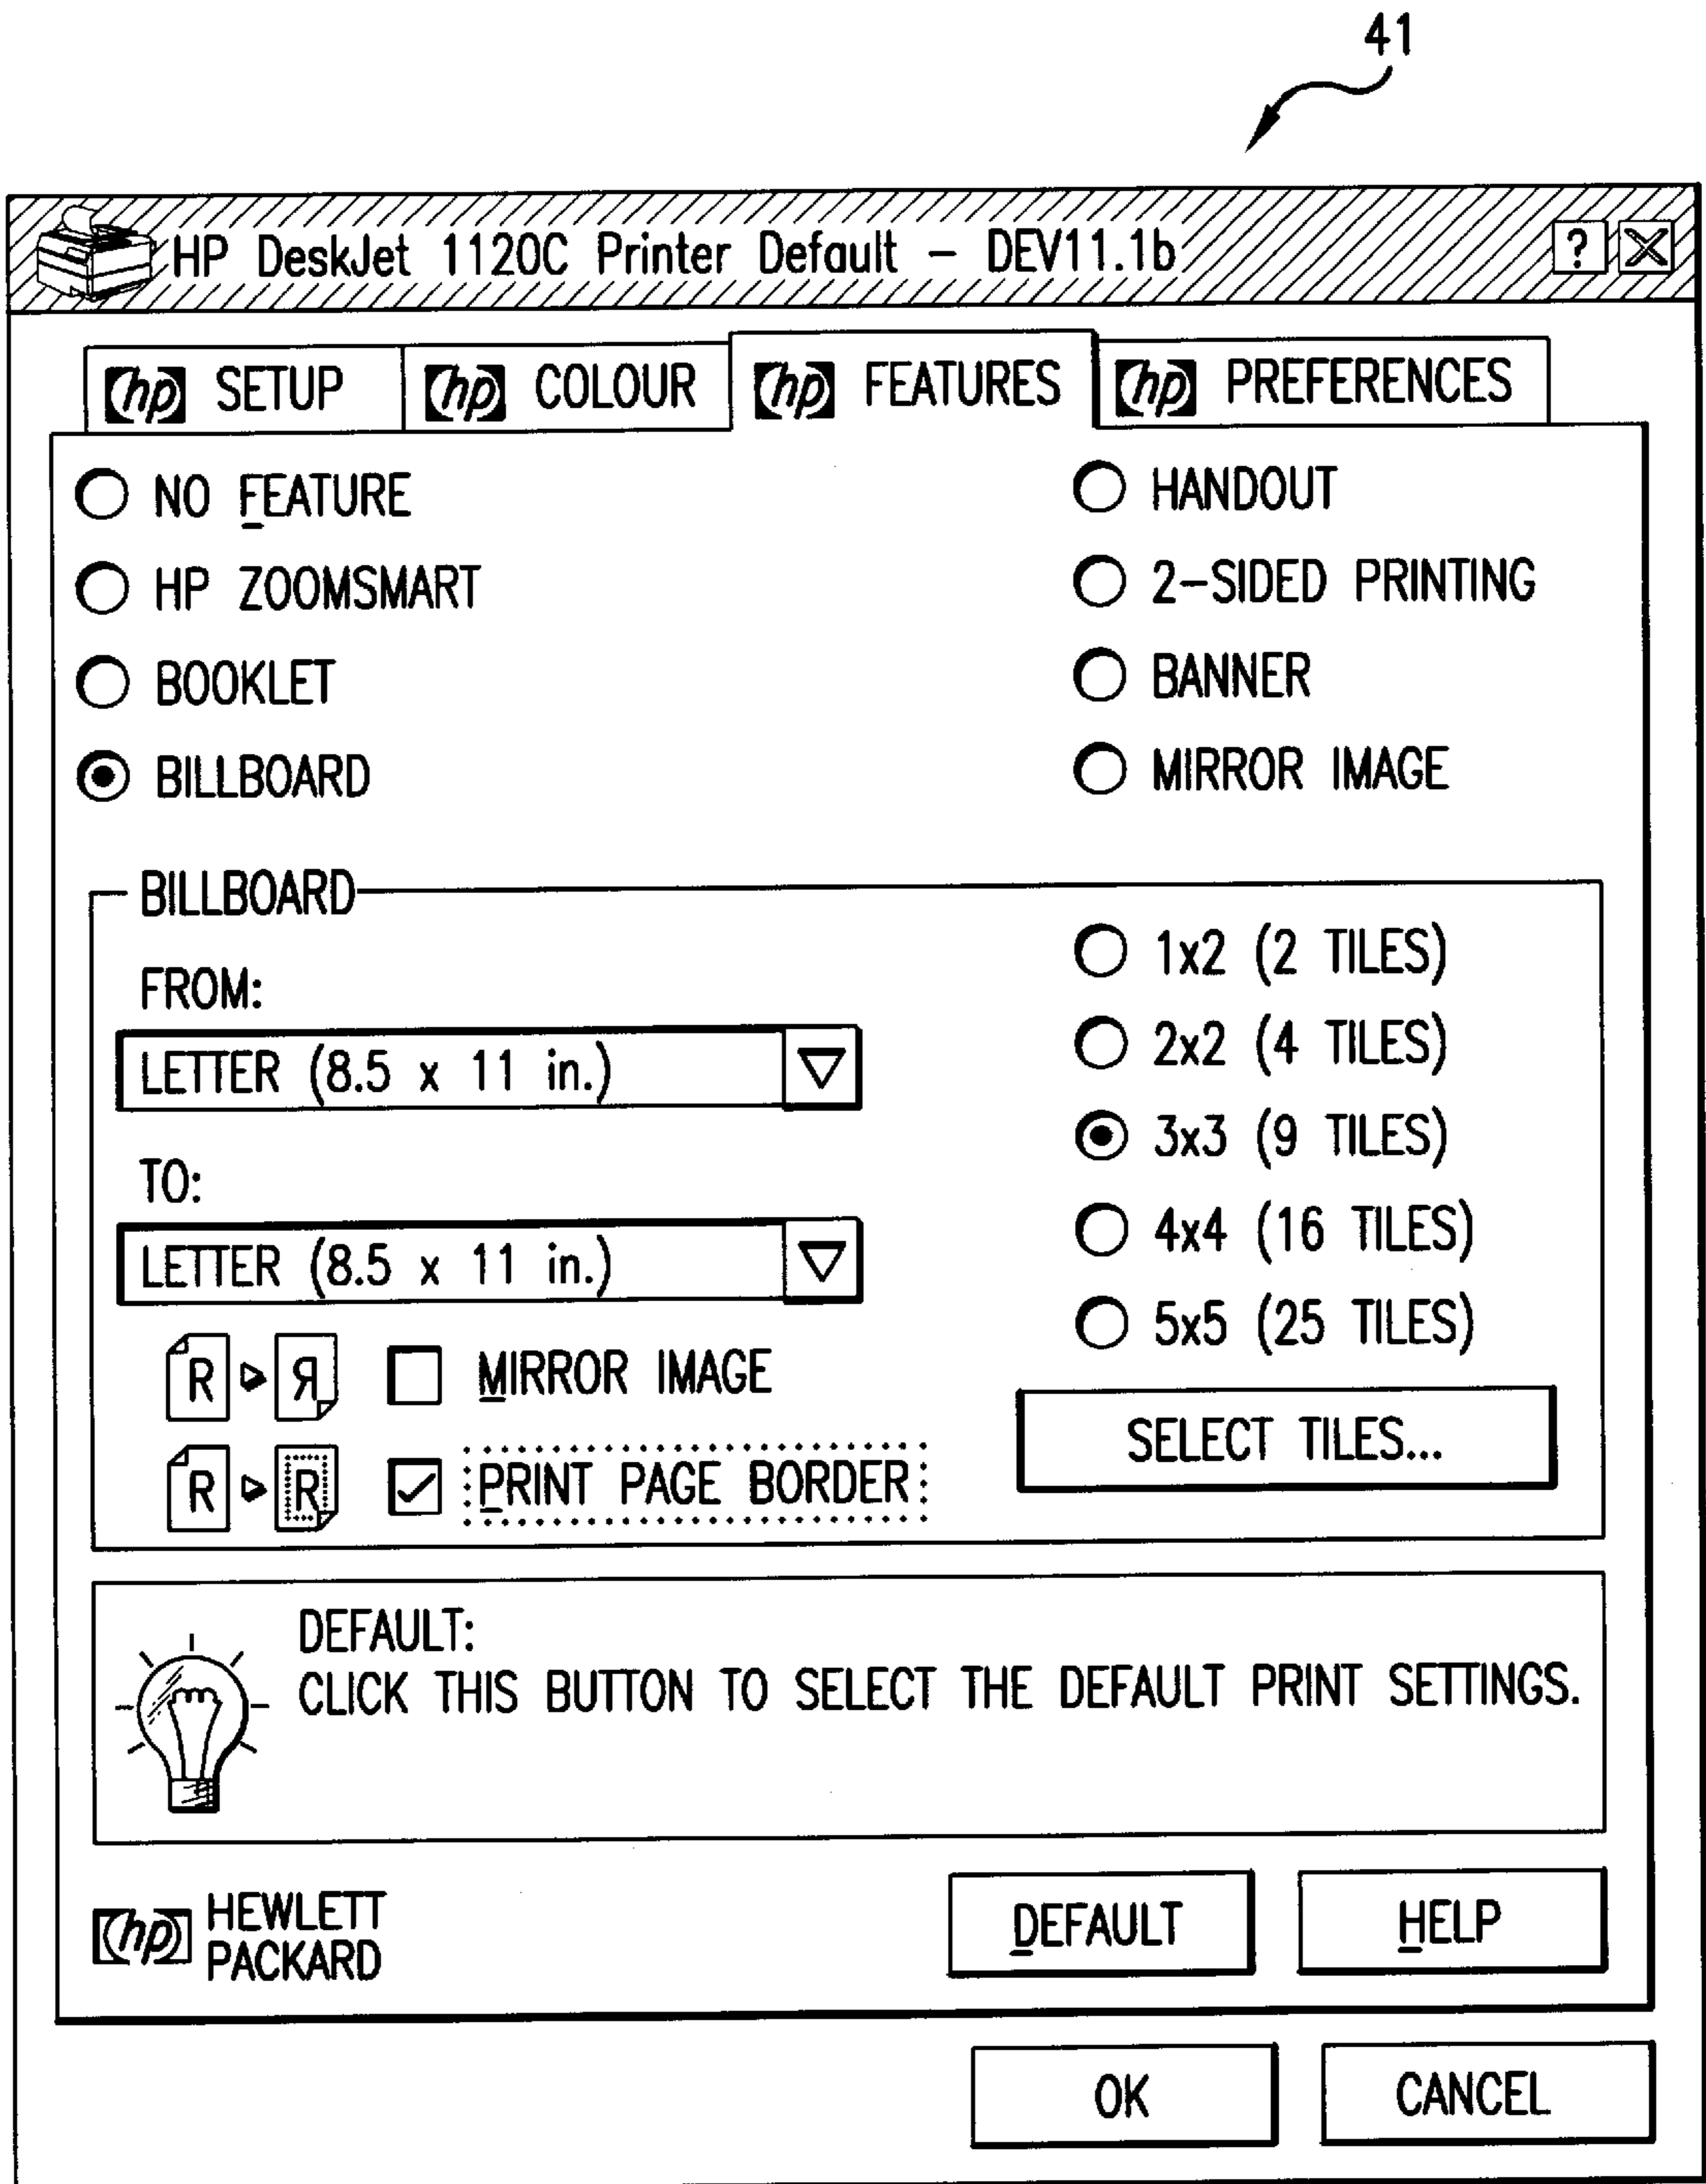 41
HP DeskJet 1120C Printer Default - DEV11.1b ? X
hp SETUP hp COLOUR hp FEATURES hp PREFERENCES
NO FEATURE
HP ZOOMSMART
BOOKLET
BILLBOARD
HANDOUT
2-SIDED PRINTING
BANNER
MIRROR IMAGE
BILLBOARD
FROM:
LETTER (8.5 x 11 in.)
TO:
LETTER (8.5 x 11 in.)
R R MIRROR IMAGE
R R PRINT PAGE BORDER
1x2 (2 TILES)
2x2 (4 TILES)
3x3 (9 TILES)
4x4 (16 TILES)
5x5 (25 TILES)
SELECT TILES...
DEFAULT:
CLICK THIS BUTTON TO SELECT THE DEFAULT PRINT SETTINGS.
hp HEWLETT
PACKARD
DEFAULT
HELP
OK
CANCEL